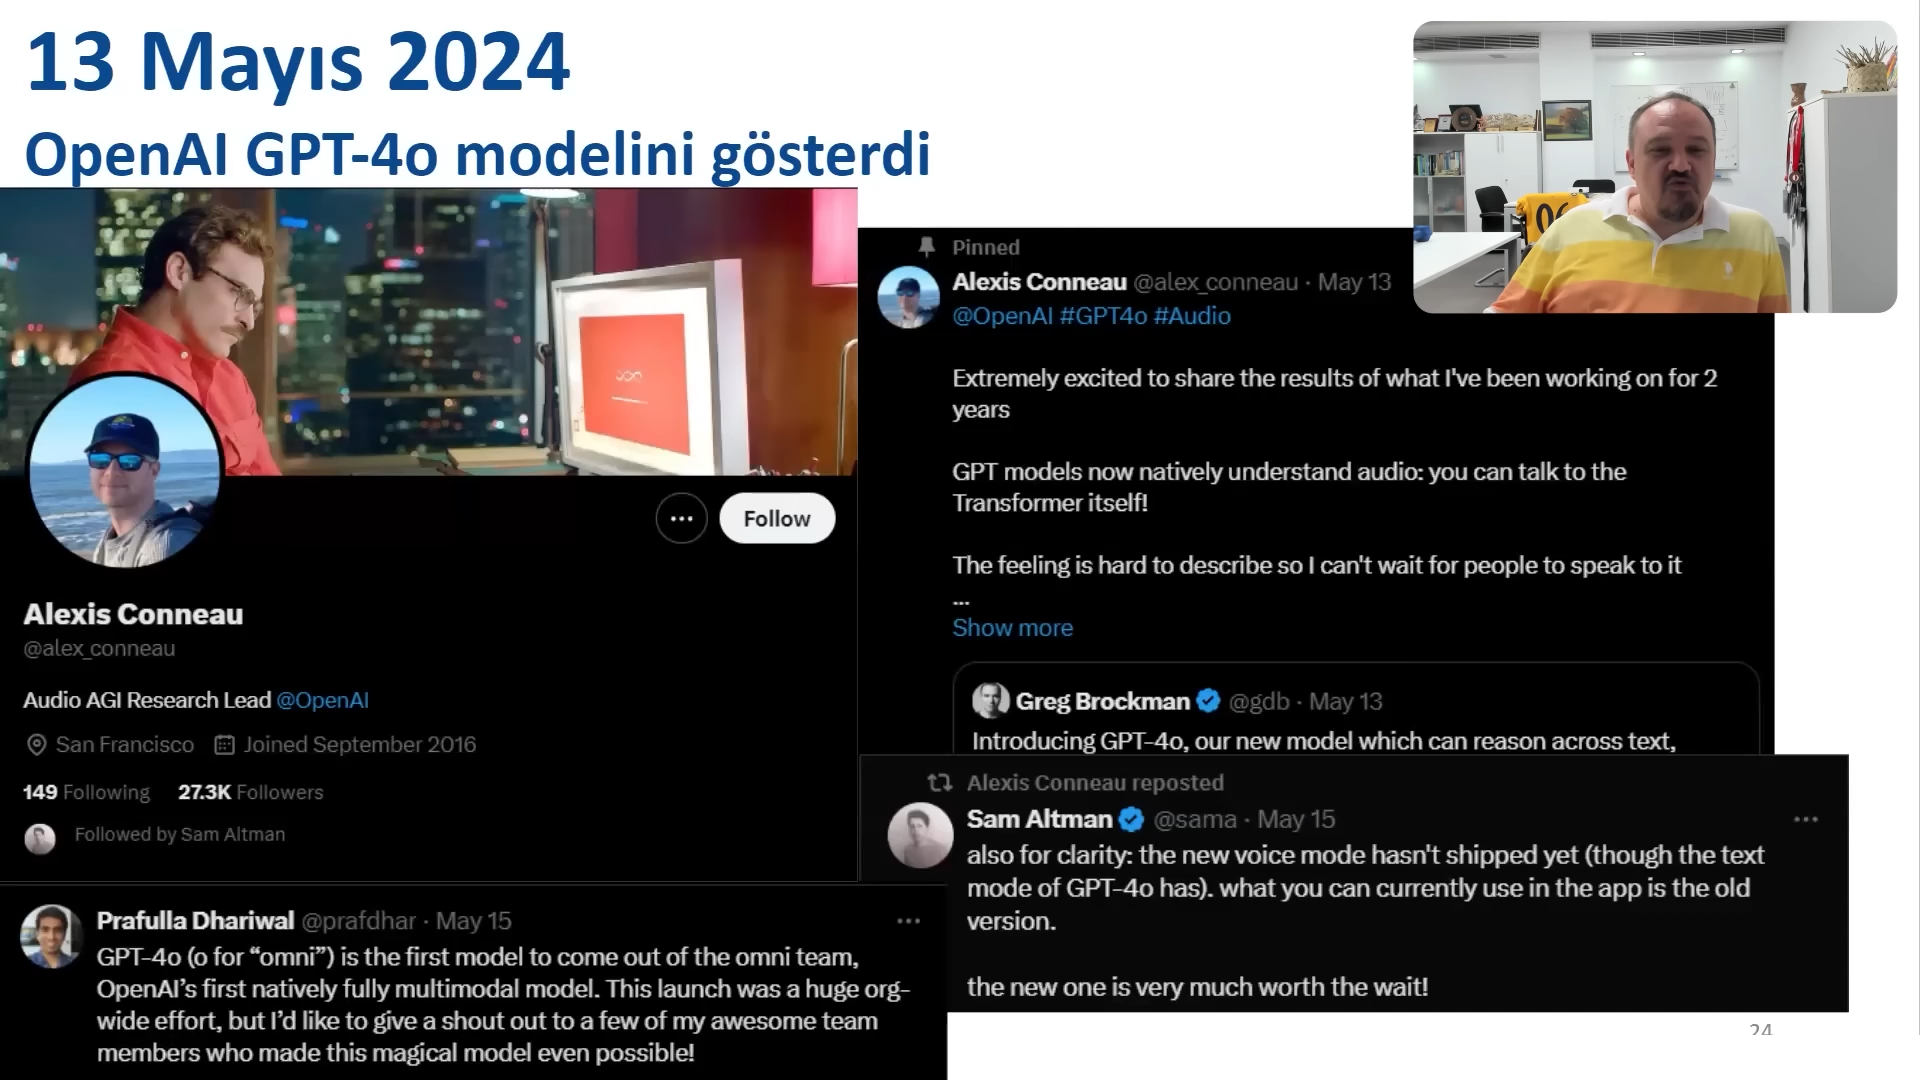 13 Mayıs 2024
OpenAI GPT-4o modelini gösterdi
06
Follow
Alexis Conneau
@alex_conneau
Audio AGI Research Lead @OpenAI
San Francisco Joined September 2016
149 Following 27.3K Followers
Followed by Sam Altman
Pinned
Alexis Conneau @alex_conneau · May 13
@OpenAI #GPT4o #Audio
Extremely excited to share the results of what I've been working on for 2
years
GPT models now natively understand audio: you can talk to the
Transformer itself!
The feeling is hard to describe so I can't wait for people to speak to it
...
Show more
Greg Brockman @gdb · May 13
Introducing GPT-4o, our new model which can reason across text,
Alexis Conneau reposted
Sam Altman @sama · May 15
also for clarity: the new voice mode hasn't shipped yet (though the text
mode of GPT-4o has). what you can currently use in the app is the old
version.
the new one is very much worth the wait!
Prafulla Dhariwal @prafdhar · May 15
GPT-4o (o for “omni”) is the first model to come out of the omni team,
OpenAI’s first natively fully multimodal model. This launch was a huge org-
wide effort, but I’d like to give a shout out to a few of my awesome team
members who made this magical model even possible!
24